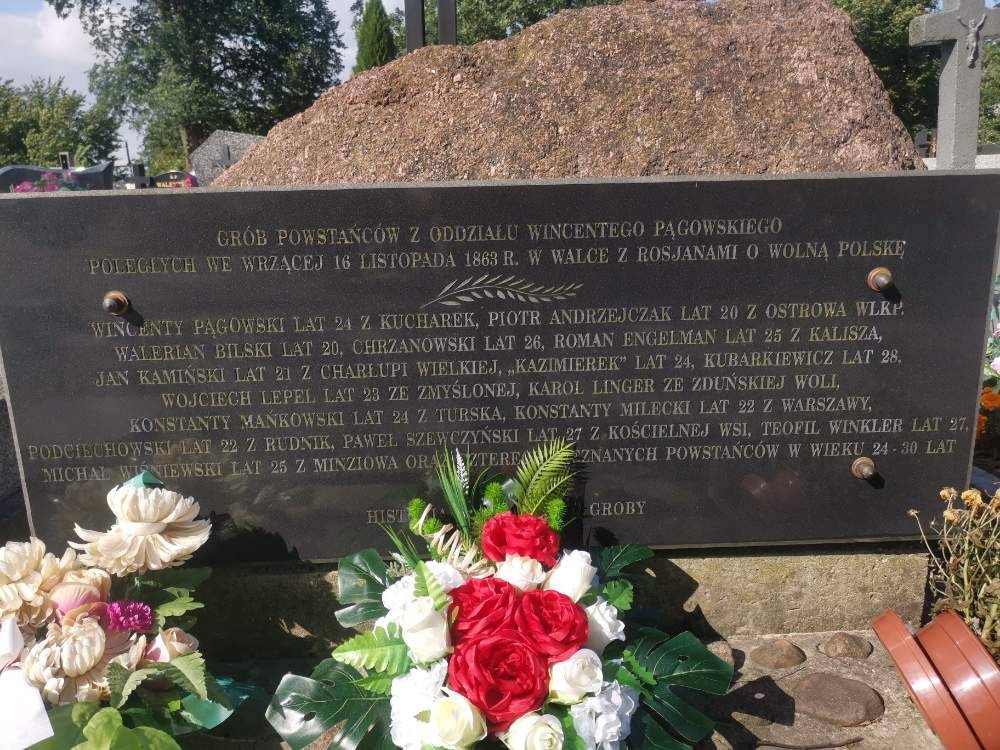 GRÓB POWSTAŃCÓW Z ODDZIAŁU WINCENTEGO PĄGOWSKIEGO
POLEGŁYCH WE WRZĄCEJ 16 LISTOPADA 1863 R. W WALCE Z ROSJANAMI O WOLNĄ POLSKĘ
WINCENTY PĄGOWSKI LAT 24 Z KUCHAREK, PIOTR ANDRZEJCZAK LAT 20 Z OSTROWA WLKP.
WALERIAN BILSKI LAT 20, CHRZANOWSKI LAT 26, ROMAN ENGELMAN LAT 25 Z KALISZA,
JAN KAMIŃSKI LAT 21 Z CHARŁUPI WIELKIEJ, „KAZIMIEREK" LAT 24, KUBARKIEWICZ LAT 28,
WOJCIECH LEPEL LAT 23 ZE ZMYŚLONEJ, KAROL LINGER ZE ZDUŃSKIEJ WOLI,
KONSTANTY MAŃKOWSKI LAT 24 Z TURSKA, KONSTANTY MILECKI LAT 22 Z WARSZAWY,
PODCIECHOWSKI LAT 22 Z RUDNIK, PAWEŁ SZEWCZYŃSKI LAT 27 Z KOŚCIELNEJ WSI, TEOFIL WINKLER LAT 27,
MICHAŁ WIŚNIEWSKI LAT 25 Z MINZIOWA POWSTAŃCÓW W WIEKU 24-30 LAT
GROBY